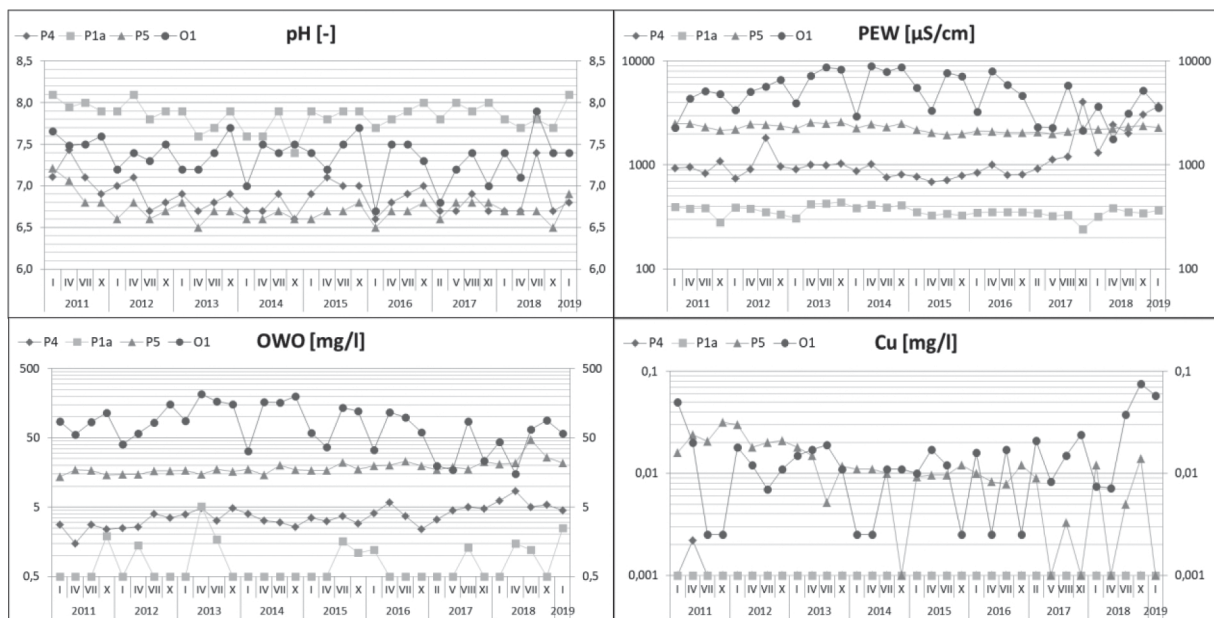 pH [-]
P4 P1a P5 O1
8,5 8,5
8,0 8,0
7,5 7,5
7,0 7,0
6,5 6,5
6,0 6,0
I IV VII X I IV VII X I IV VII X I IV VII X I IV VII X I IV VII X II V VIII XI I IV VII X I
2011 2012 2013 2014 2015 2016 2017 2018 2019
PEW [µS/cm]
P4 P1a P5 O1
10000 10000
1000 1000
100 100
I IV VII X I IV VII X I IV VII X I IV VII X I IV VII X I IV VII X II V VIII XI I IV VII X I
2011 2012 2013 2014 2015 2016 2017 2018 2019
OWO [mg/l]
P4 P1a P5 O1
500 500
50 50
5 5
0,5 0,5
I IV VII X I IV VII X I IV VII X I IV VII X I IV VII X I IV VII X II V VIII XI I IV VII X I
2011 2012 2013 2014 2015 2016 2017 2018 2019
Cu [mg/l]
P4 P1a P5 O1
0,1 0,1
0,01 0,01
0,001 0,001
I IV VII X I IV VII X I IV VII X I IV VII X I IV VII X I IV VII X II V VIII XI I IV VII X I
2011 2012 2013 2014 2015 2016 2017 2018 2019